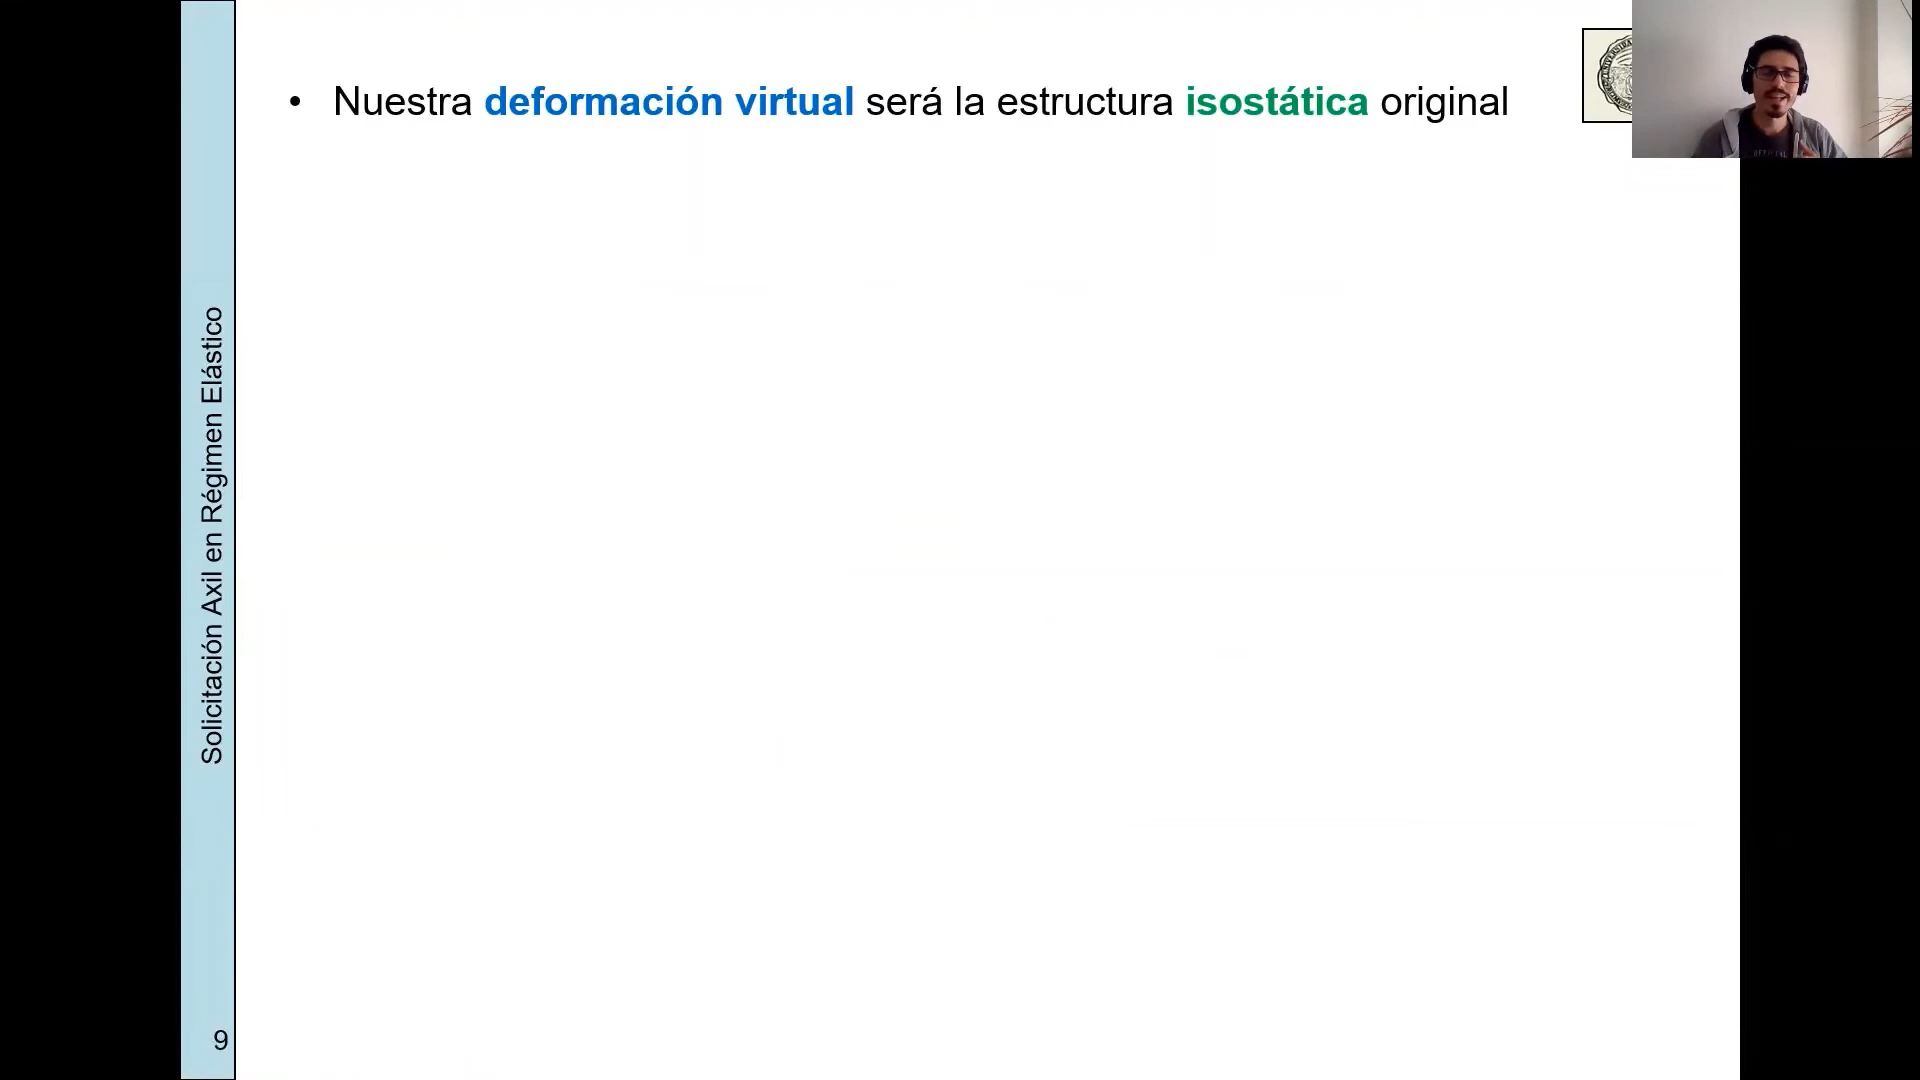 • Nuestra deformación virtual será la estructura isostática original
Solicitación Axil en Régimen Elástico
9